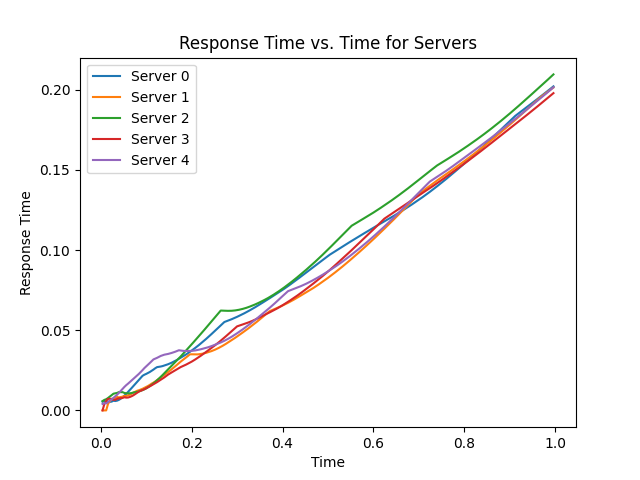 Response Time vs. Time for Servers
Server 0
Server 1
Server 2
Server 3
Server 4
0.20
0.15
0.10
0.05
0.00
Response Time
0.0 0.2 0.4 0.6 0.8 1.0
Time